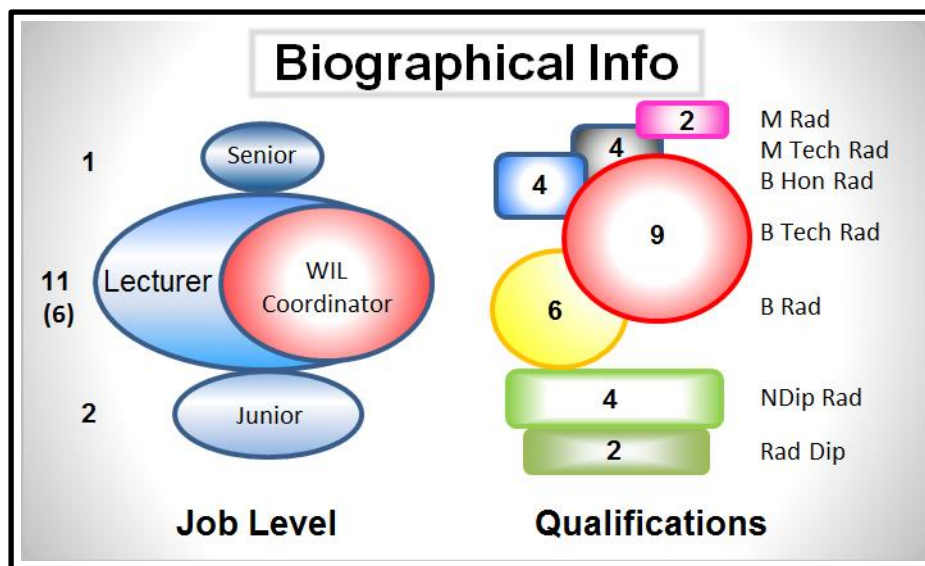 Biographical Info
1
Senior
11
(6)
Lecturer
WIL
Coordinator
2
Junior
Job Level
2
M Rad
4
M Tech Rad
4
B Hon Rad
9
B Tech Rad
6
B Rad
4
NDip Rad
2
Rad Dip
Qualifications